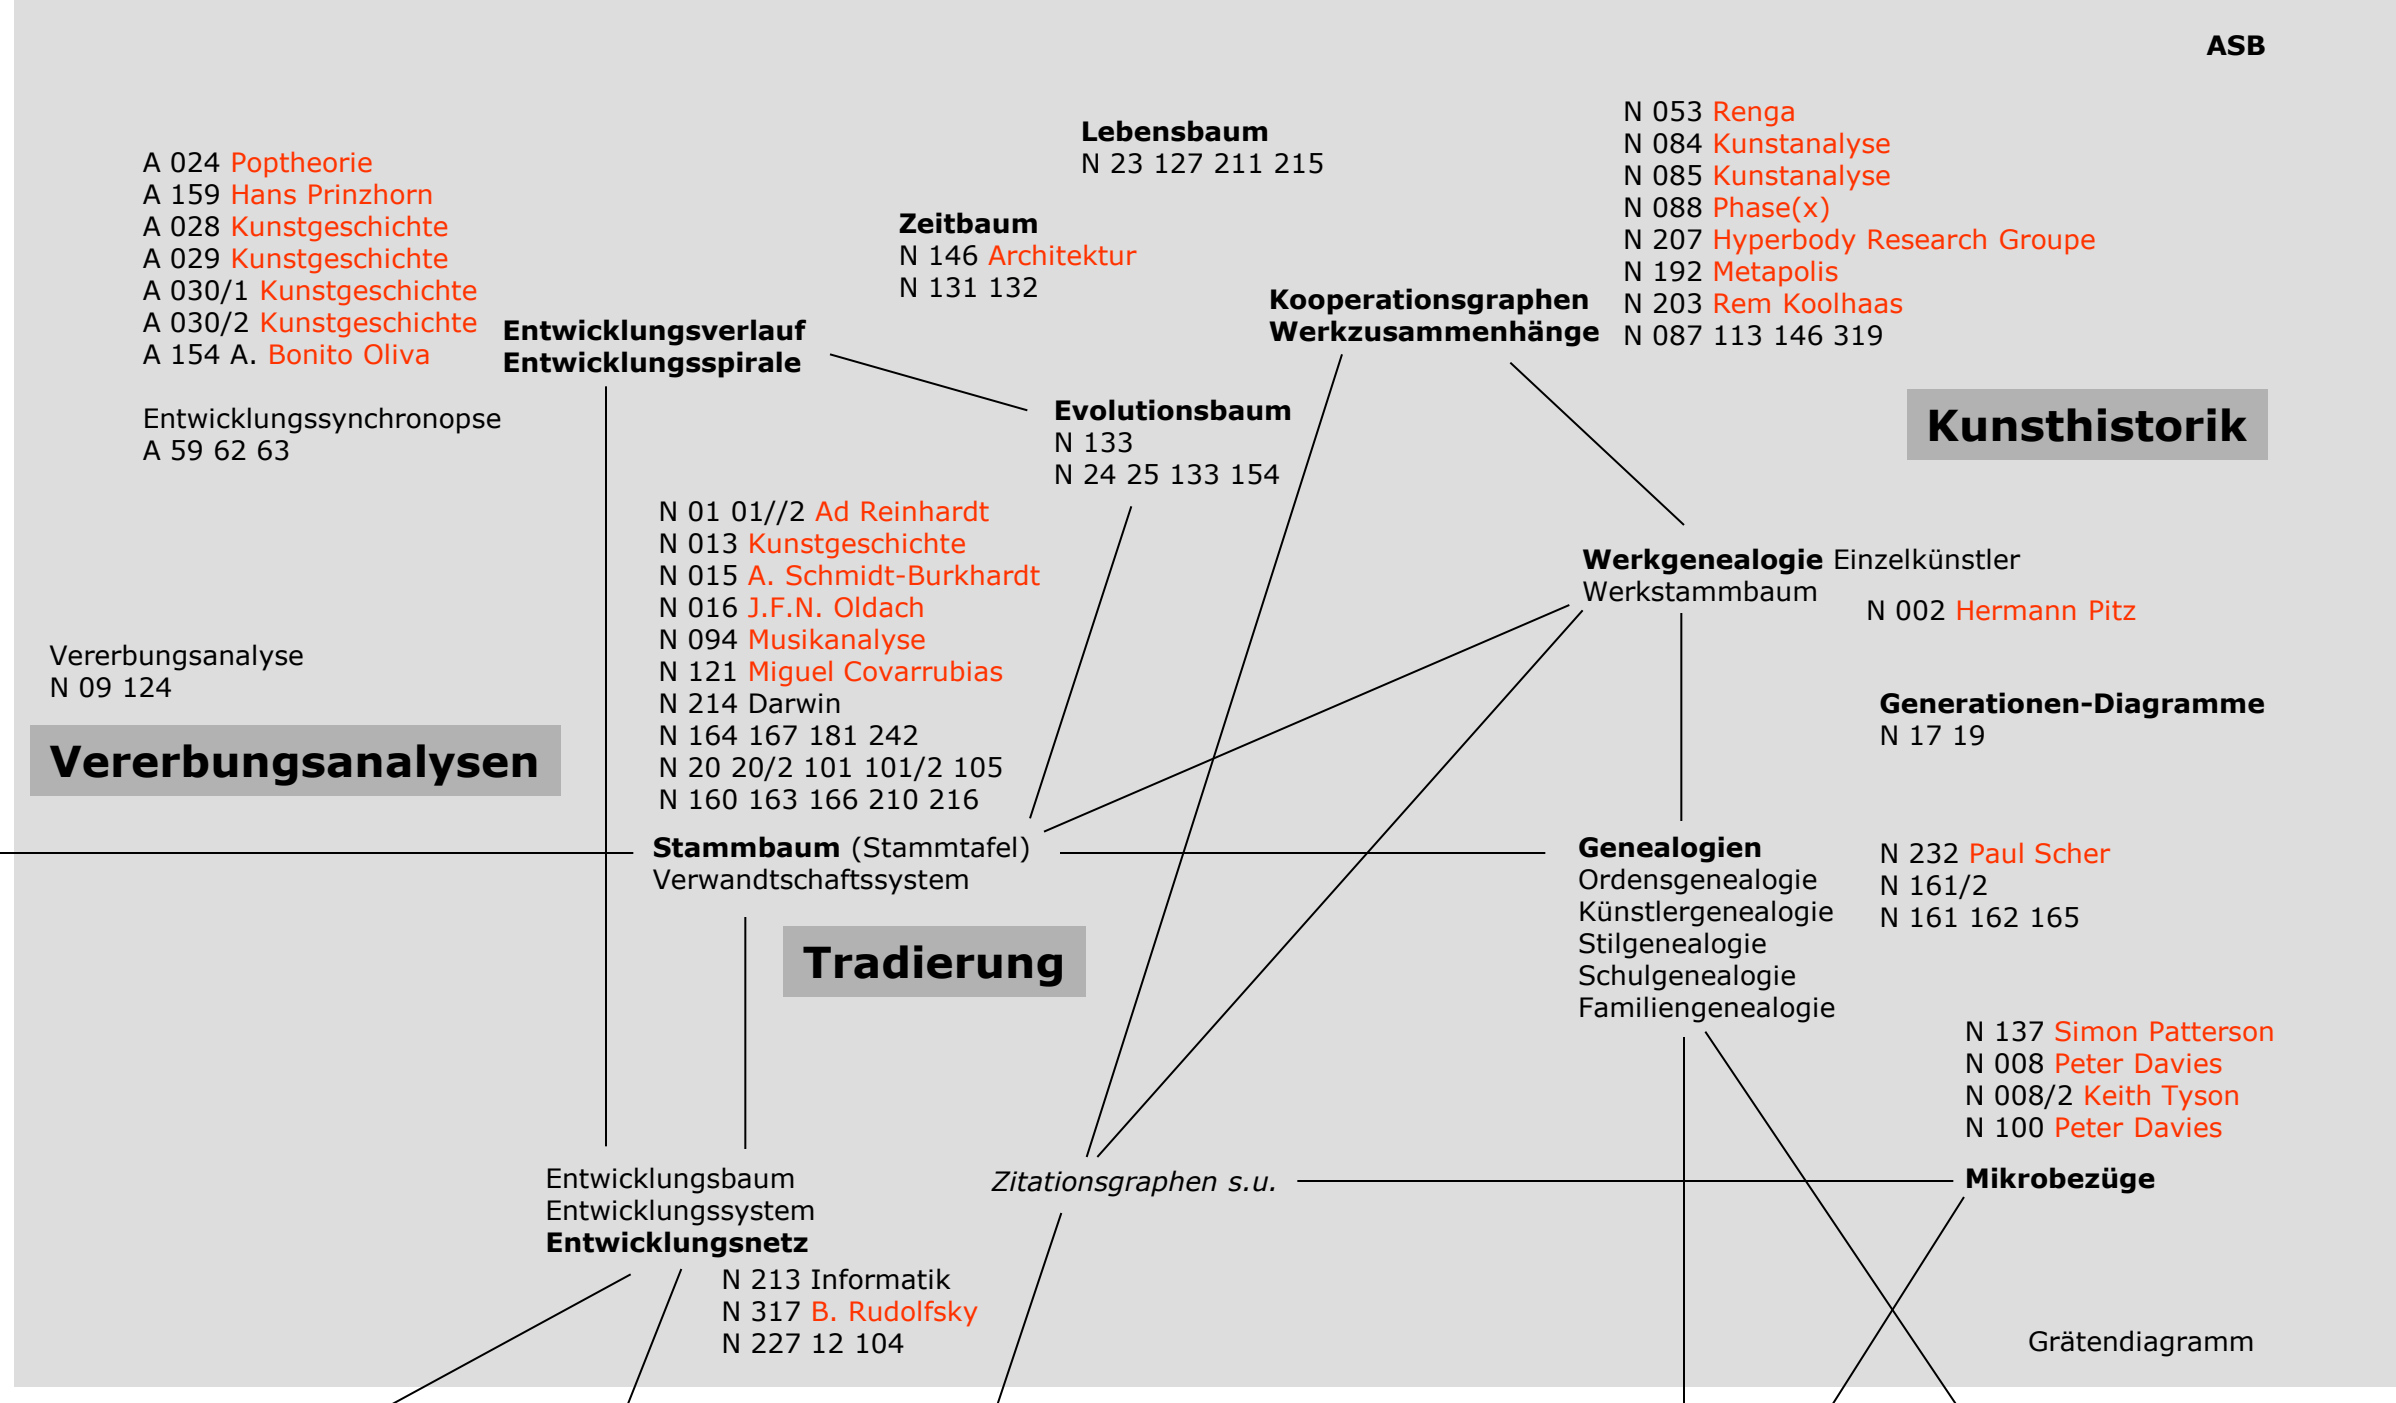 ASB
A 024 Poptheorie
A 159 Hans Prinzhorn
A 028 Kunstgeschichte
A 029 Kunstgeschichte
A 030/1 Kunstgeschichte
A 030/2 Kunstgeschichte
A 154 A. Bonito Oliva
Entwicklungssynchronopse
A 59 62 63
Entwicklungsverlauf
Entwicklungsspirale
Zeitbaum
N 146 Architektur
N 131 132
Lebensbaum
N 23 127 211 215
Kooperationsgraphen
Werkzusammenhänge
N 053 Renga
N 084 Kunstanalyse
N 085 Kunstanalyse
N 088 Phase(x)
N 207 Hyperbody Research Groupe
N 192 Metapolis
N 203 Rem Koolhaas
N 087 113 146 319
Kunsthistorik
Evolutionsbaum
N 133
N 24 25 133 154
N 01 01//2 Ad Reinhardt
N 013 Kunstgeschichte
N 015 A. Schmidt-Burkhardt
N 016 J.F.N. Oldach
N 094 Musikanalyse
N 121 Miguel Covarrubias
N 214 Darwin
N 164 167 181 242
N 20 20/2 101 101/2 105
N 160 163 166 210 216
Stammbaum (Stammtafel)
Verwandtschaftssystem
Vererbungsanalyse
N 09 124
Vererbungsanalysen
Werkgenealogie Einzelkünstler
Werkstammbaum
N 002 Hermann Pitz
Generationen-Diagramme
N 17 19
Genealogien
Ordensgenealogie
Künstlergenealogie
Stilgenealogie
Schulgenealogie
Familiengenealogie
N 232 Paul Scher
N 161/2
N 161 162 165
Tradierung
N 137 Simon Patterson
N 008 Peter Davies
N 008/2 Keith Tyson
N 100 Peter Davies
Mikrobezüge
Entwicklungsbaum
Entwicklungssystem
Entwicklungsnetz
N 213 Informatik
N 317 B. Rudolfsky
N 227 12 104
Zitationsgraphen s.u.
Grätendiagramm